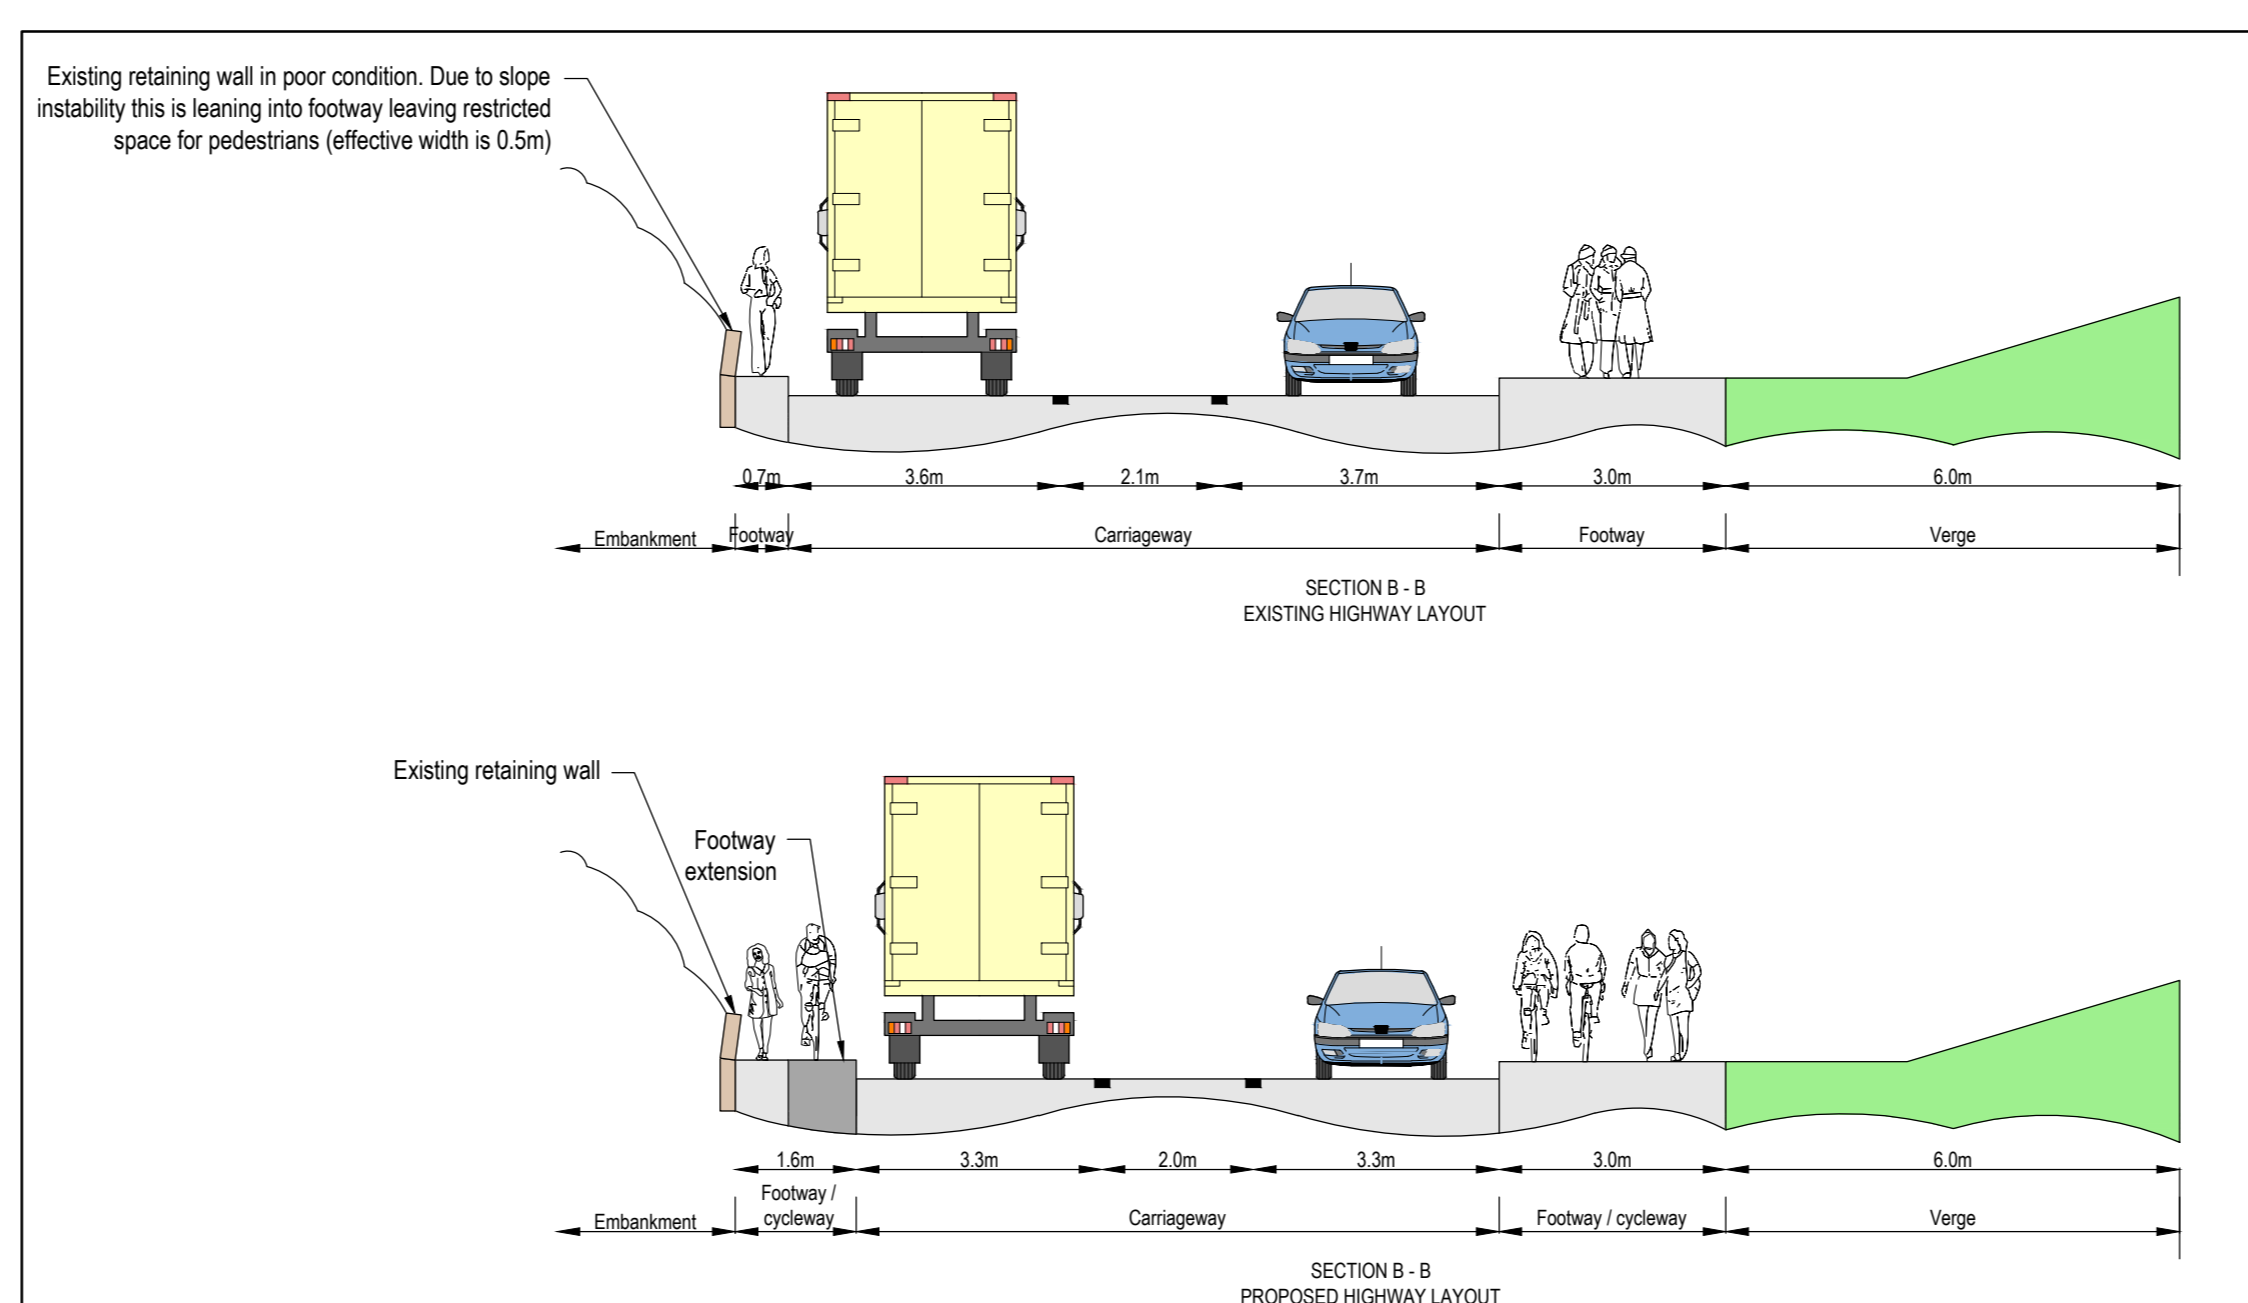 Existing retaining wall in poor condition. Due to slope
instability this is leaning into footway leaving restricted
space for pedestrians (effective width is 0.5m)
0.7m 3.6m 2.1m 3.7m 3.0m 6.0m
Embankment Footway Carriageway Footway Verge
SECTION B - B
EXISTING HIGHWAY LAYOUT
Existing retaining wall
Footway
extension
1.6m 3.3m 2.0m 3.3m 3.0m 6.0m
Footway /
cycleway
Embankment Carriageway Footway / cycleway Verge
SECTION B - B
PROPOSED HIGHWAY LAYOUT